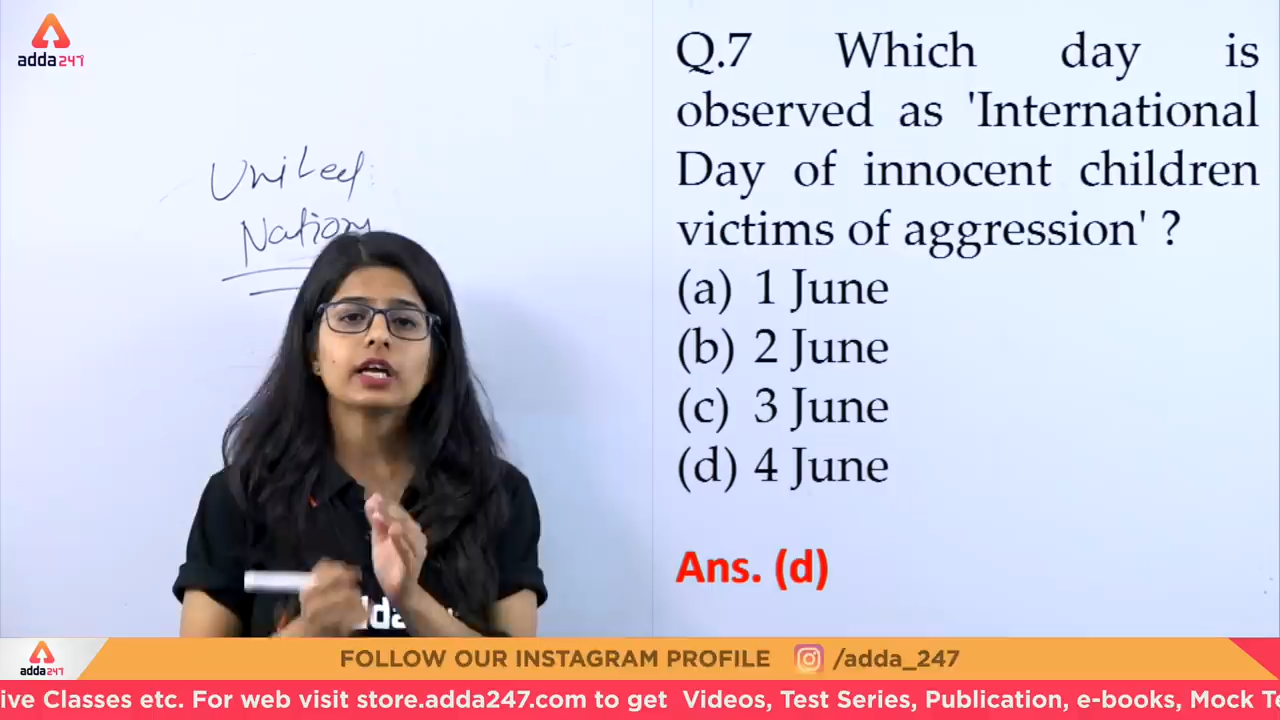 adda247
United
Nations
Q.7 Which day is
observed as 'International
Day of innocent children
victims of aggression' ?
(a) 1 June
(b) 2 June
(c) 3 June
(d) 4 June
Ans. (d)
adda247
FOLLOW OUR INSTAGRAM PROFILE /adda_247
ive Classes etc. For web visit store.adda247.com to get Videos, Test Series, Publication, e-books, Mock